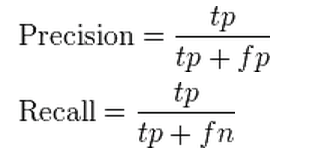 Precision = tp / tp + fp
Recall = tp / tp + fn